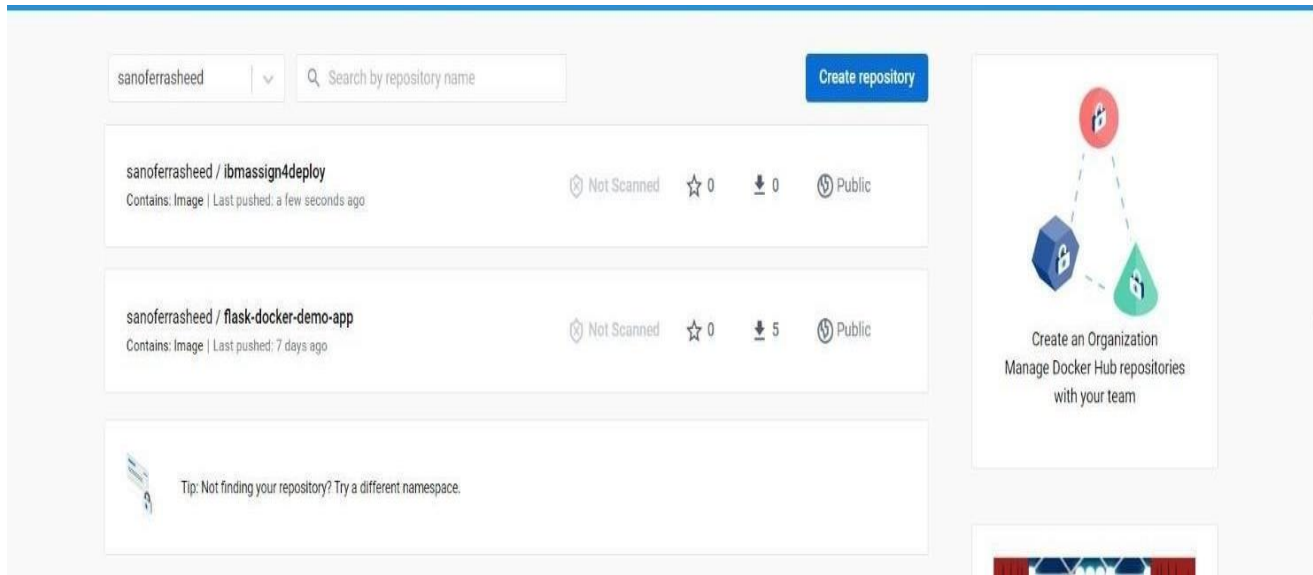 sanoferrasheed
Search by repository name
Create repository
sanoferrasheed / ibmassign4deploy
Contains: Image | Last pushed: a few seconds ago
Not Scanned
0
0
Public
sanoferrasheed / flask-docker-demo-app
Contains: Image | Last pushed: 7 days ago
Not Scanned
0
5
Public
Tip: Not finding your repository? Try a different namespace.
Create an Organization
Manage Docker Hub repositories
with your team